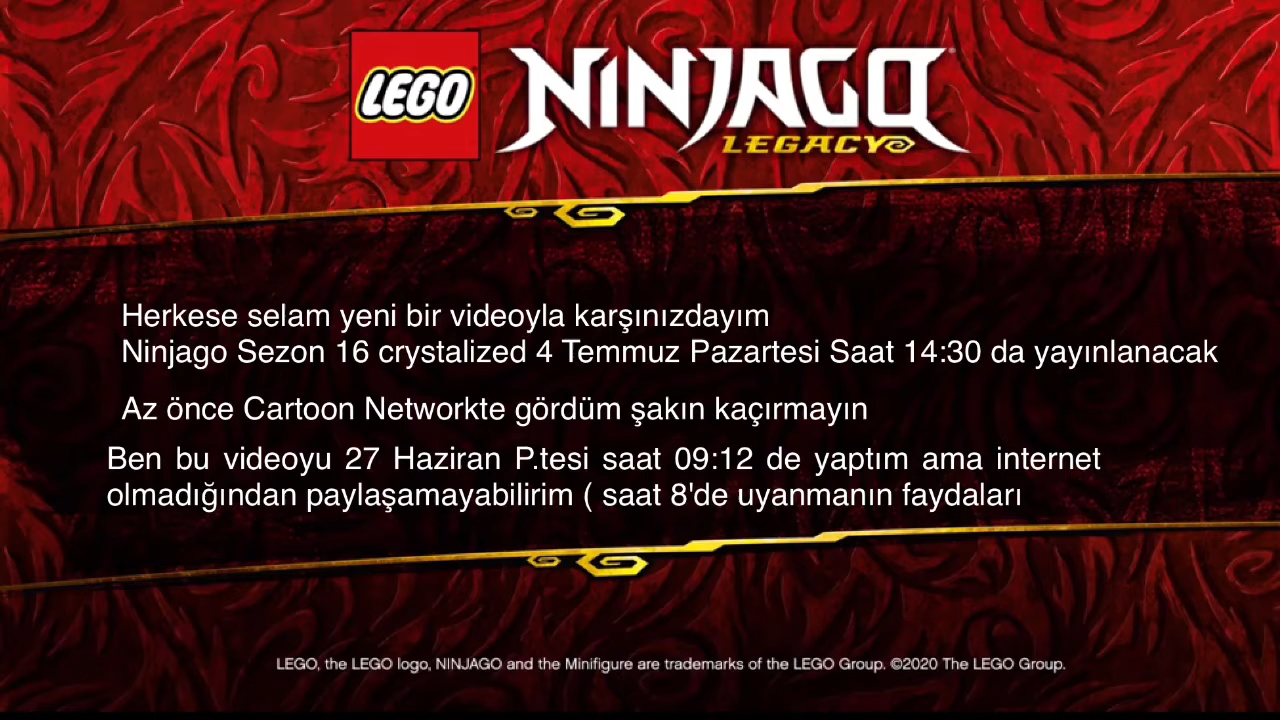 LEGO
NINJAGO
LEGACY
Herkese selam yeni bir videoyla karşınızdayım
Ninjago Sezon 16 crystalized 4 Temmuz Pazartesi Saat 14:30 da yayınlanacak
Az önce Cartoon Networkte gördüm şakın kaçırmayın
Ben bu videoyu 27 Haziran P.tesi saat 09:12 de yaptım ama internet
olmadığından paylaşamayabilirim ( saat 8'de uyanmanın faydaları
LEGO, the LEGO logo, NINJAGO and the Minifigure are trademarks of the LEGO Group. ©2020 The LEGO Group.